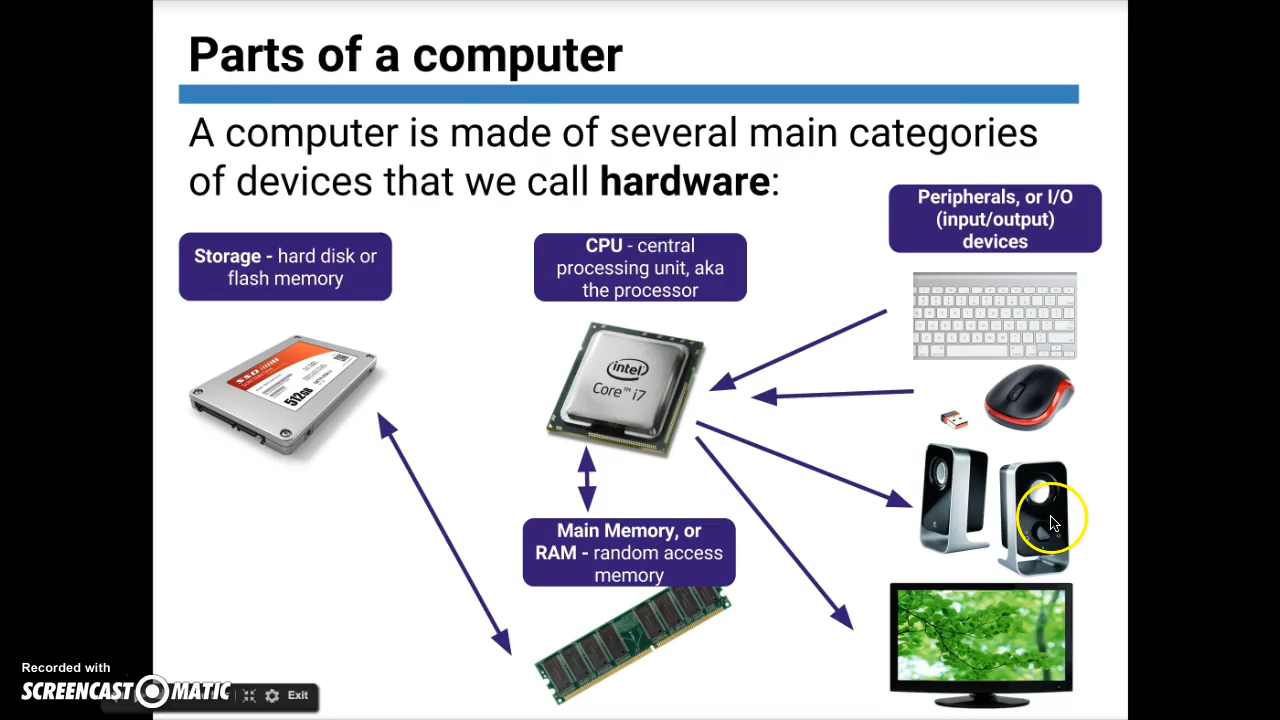 Parts of a computer
A computer is made of several main categories
of devices that we call hardware:
Peripherals, or I/O
(input/output)
devices
Storage - hard disk or
flash memory
CPU - central
processing unit, aka
the processor
SSD
512GB
intel
Core™ i7
Main Memory, or
RAM - random access
memory
Recorded with
SCREENCAST-O-MATIC
Exit